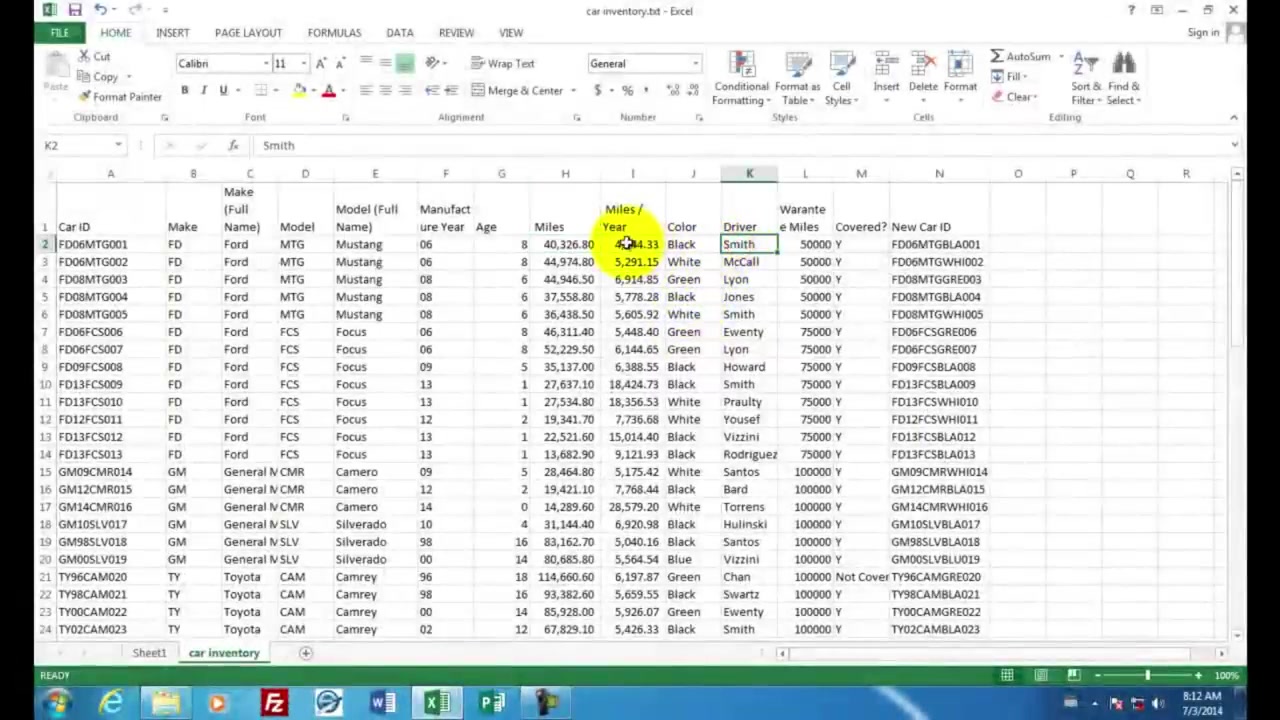 car inventory.txt - Excel
FILE HOME INSERT PAGE LAYOUT FORMULAS DATA REVIEW VIEW Sign in
Cut Calibri 11 Wrap Text General AutoSum
Copy Fill
Paste Format Painter Merge & Center Conditional Formatting Format as Table Cell Styles Insert Delete Format Clear Sort & Filter Find & Select
Clipboard Font Alignment Number Styles Cells Editing
K2 Smith
A B C D E F G H I J K L M N O P Q R
1 Car ID Make Make (Full Name) Model Model (Full Name) Manufact ure Year Age Miles Miles / Year Color Driver Warante e Miles Covered? New Car ID
2 FD06MTG001 FD Ford MTG Mustang 06 8 40,326.80 Black Smith 50000 Y FD06MTGBLA001
3 FD06MTG002 FD Ford MTG Mustang 06 8 44,974.80 5,291.15 White McCall 50000 Y FD06MTGWHI002
4 FD08MTG003 FD Ford MTG Mustang 08 6 44,946.50 6,914.85 Green Lyon 50000 Y FD08MTGGRE003
5 FD08MTG004 FD Ford MTG Mustang 08 6 37,558.80 5,778.28 Black Jones 50000 Y FD08MTGBLA004
6 FD08MTG005 FD Ford MTG Mustang 08 6 36,438.50 5,605.92 White Smith 50000 Y FD08MTGWHI005
7 FD06FCS006 FD Ford FCS Focus 06 8 46,311.40 5,448.40 Green Ewenty 75000 Y FD06FCSGRE006
8 FD06FCS007 FD Ford FCS Focus 06 8 52,229.50 6,144.65 Green Lyon 75000 Y FD06FCSGRE007
9 FD09FCS008 FD Ford FCS Focus 09 5 35,137.00 6,388.55 Black Howard 75000 Y FD09FCSBLA008
10 FD13FCS009 FD Ford FCS Focus 13 1 27,637.10 18,424.73 Black Smith 75000 Y FD13FCSBLA009
11 FD13FCS010 FD Ford FCS Focus 13 1 27,534.80 18,356.53 White Praulty 75000 Y FD13FCSWHI010
12 FD12FCS011 FD Ford FCS Focus 12 2 19,341.70 7,736.68 White Yousef 75000 Y FD12FCSWHI011
13 FD13FCS012 FD Ford FCS Focus 13 1 22,521.60 15,014.40 Black Vizzini 75000 Y FD13FCSBLA012
14 FD13FCS013 FD Ford FCS Focus 13 1 13,682.90 9,121.93 Black Rodriguez 75000 Y FD13FCSBLA013
15 GM09CMR014 GM General M CMR Camero 09 5 28,464.80 5,175.42 White Santos 100000 Y GM09CMRWHI014
16 GM12CMR015 GM General M CMR Camero 12 2 19,421.10 7,768.44 Black Bard 100000 Y GM12CMRBLA015
17 GM14CMR016 GM General M CMR Camero 14 0 14,289.60 28,579.20 White Torrens 100000 Y GM14CMRWHI016
18 GM10SLV017 GM General M SLV Silverado 10 4 31,144.40 6,920.98 Black Hulinski 100000 Y GM10SLVBLA017
19 GM98SLV018 GM General M SLV Silverado 98 16 83,162.70 5,040.16 Black Santos 100000 Y GM98SLVBLA018
20 GM00SLV019 GM General M SLV Silverado 00 14 80,685.80 5,564.54 Blue Vizzini 100000 Y GM00SLVBLU019
21 TY96CAM020 TY Toyota CAM Camrey 96 18 114,660.60 6,197.87 Green Chan 100000 Not Cover TY96CAMGRE020
22 TY98CAM021 TY Toyota CAM Camrey 98 16 93,382.60 5,659.55 Black Swartz 100000 Y TY98CAMBLA021
23 TY00CAM022 TY Toyota CAM Camrey 00 14 85,928.00 5,926.07 Green Ewenty 100000 Y TY00CAMGRE022
24 TY02CAM023 TY Toyota CAM Camrey 02 12 67,829.10 5,426.33 Black Smith 100000 Y TY02CAMBLA023
Sheet1 car inventory
READY 100%
8:12 AM
7/3/2014